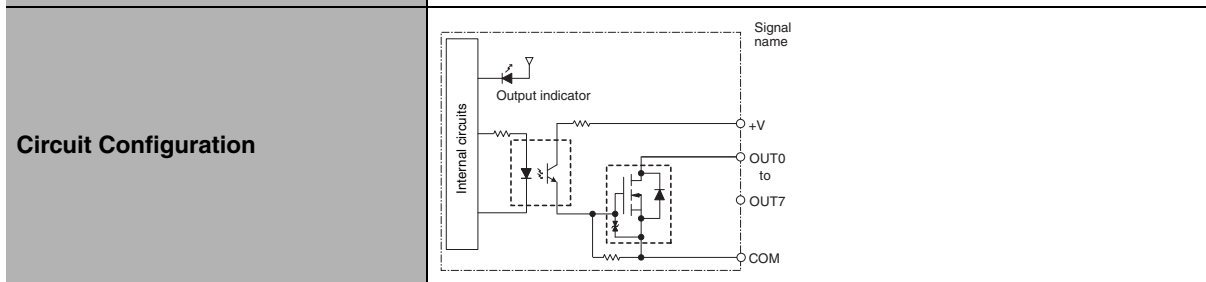 Circuit Configuration
Signal
name
Output indicator
Internal circuits
+V
OUT0
to
OUT7
COM